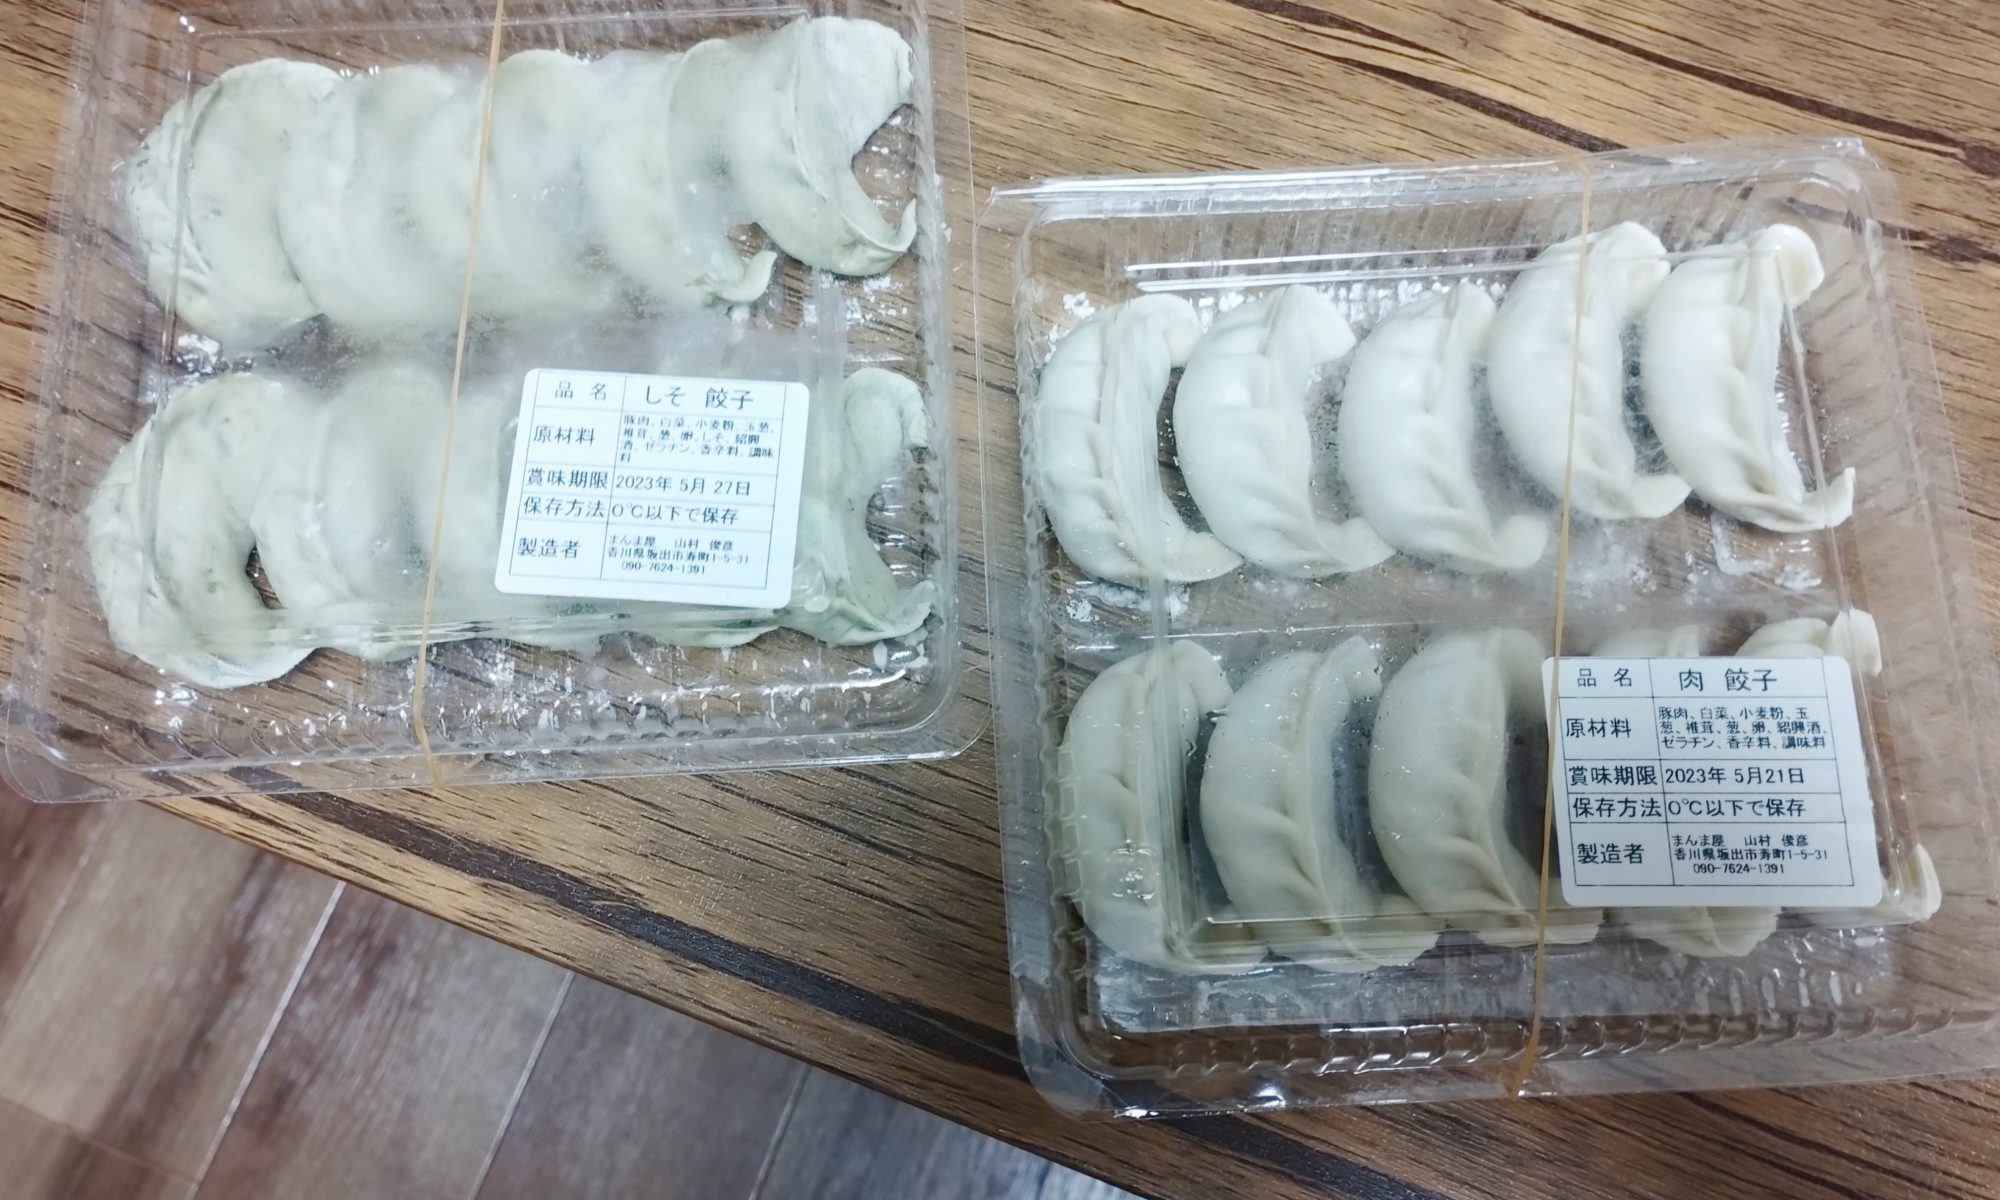 品 名 しそ 餃子
原材料 豚肉、白菜、小麦粉、玉葱、
椎茸、葱、卵、しそ、紹興
酒、ゼラチン、香辛料、調味
料
賞味期限 2023年 5月 27日
保存方法 0℃以下で保存
製造者 まんま屋 山村 俊彦
香川県坂出市寿町1-5-31
090-7624-1391
品 名 肉 餃子
原材料 豚肉、白菜、小麦粉、玉
葱、椎茸、葱、卵、紹興酒、
ゼラチン、香辛料、調味料
賞味期限 2023年 5月21日
保存方法 0℃以下で保存
製造者 まんま屋 山村 俊彦
香川県坂出市寿町1-5-31
090-7624-1391